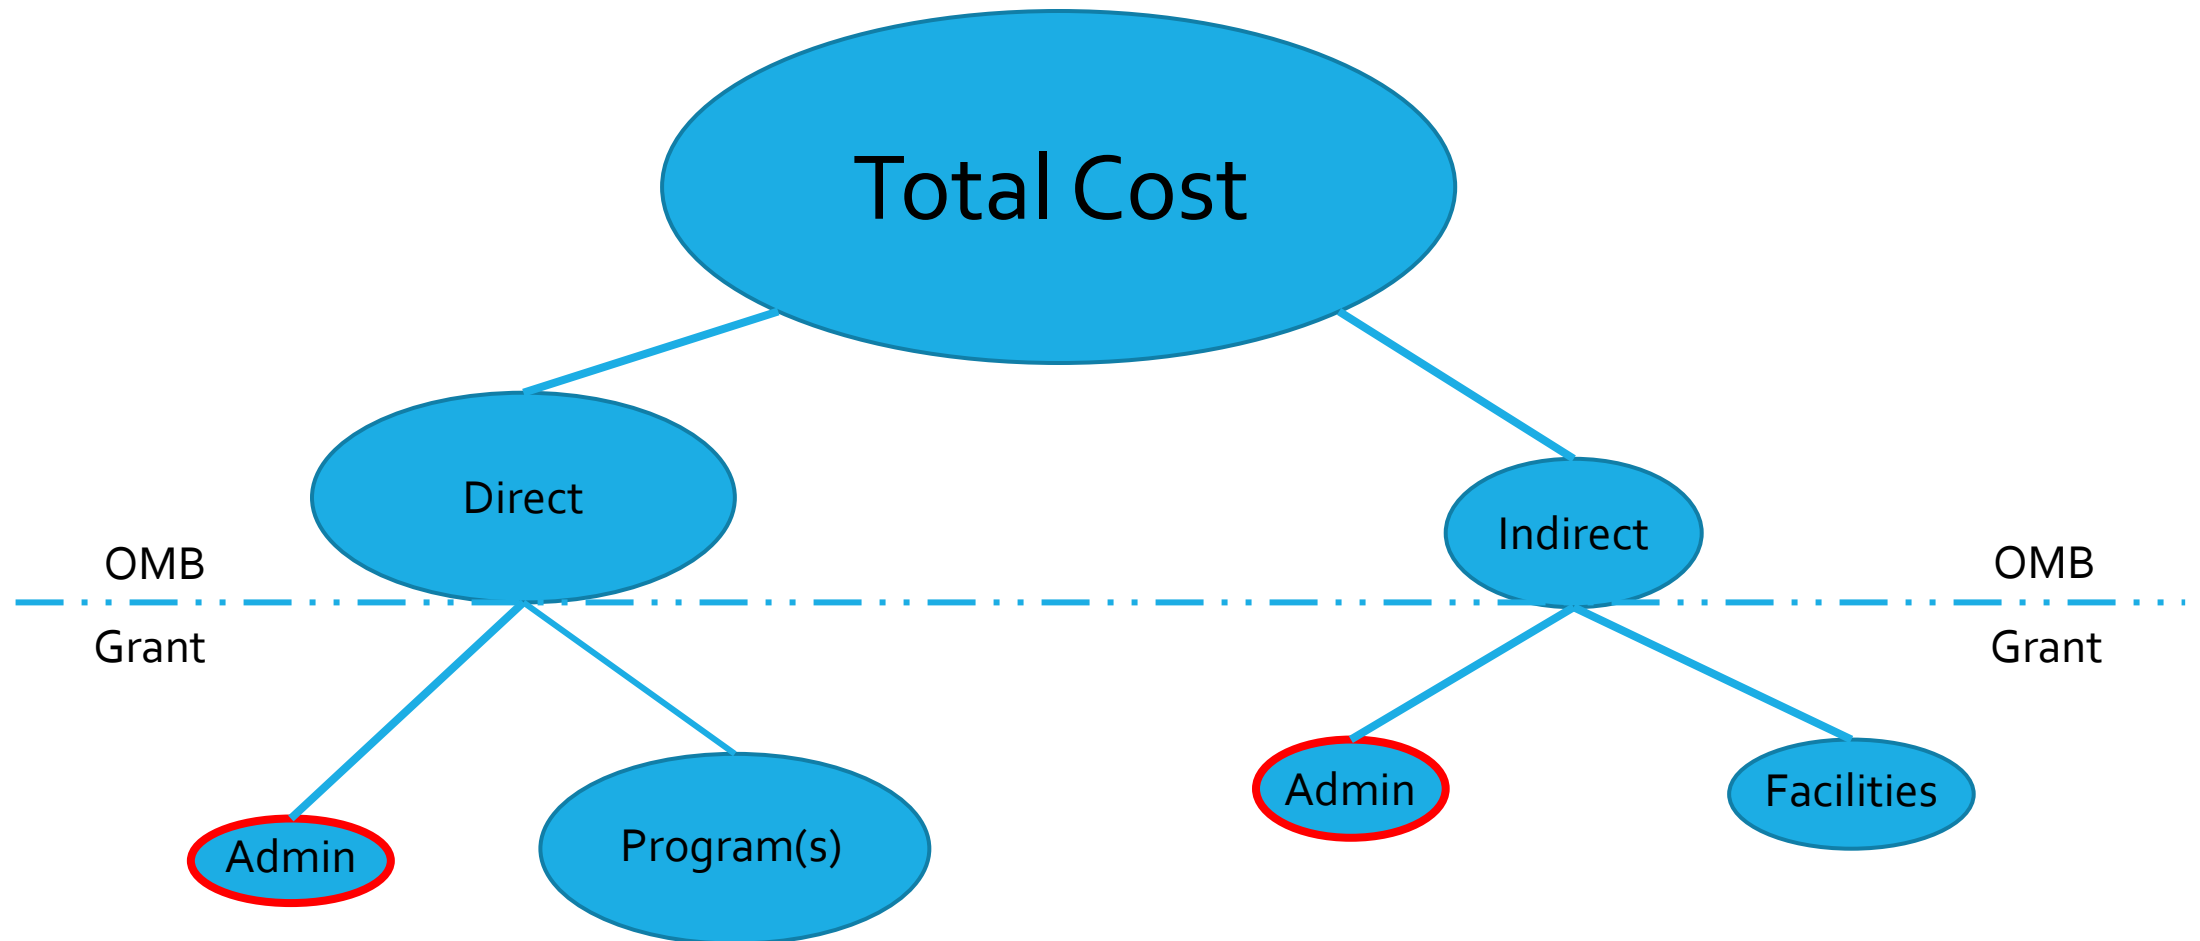 Total Cost
Direct
Indirect
OMB
OMB
Grant
Grant
Admin
Program(s)
Admin
Facilities